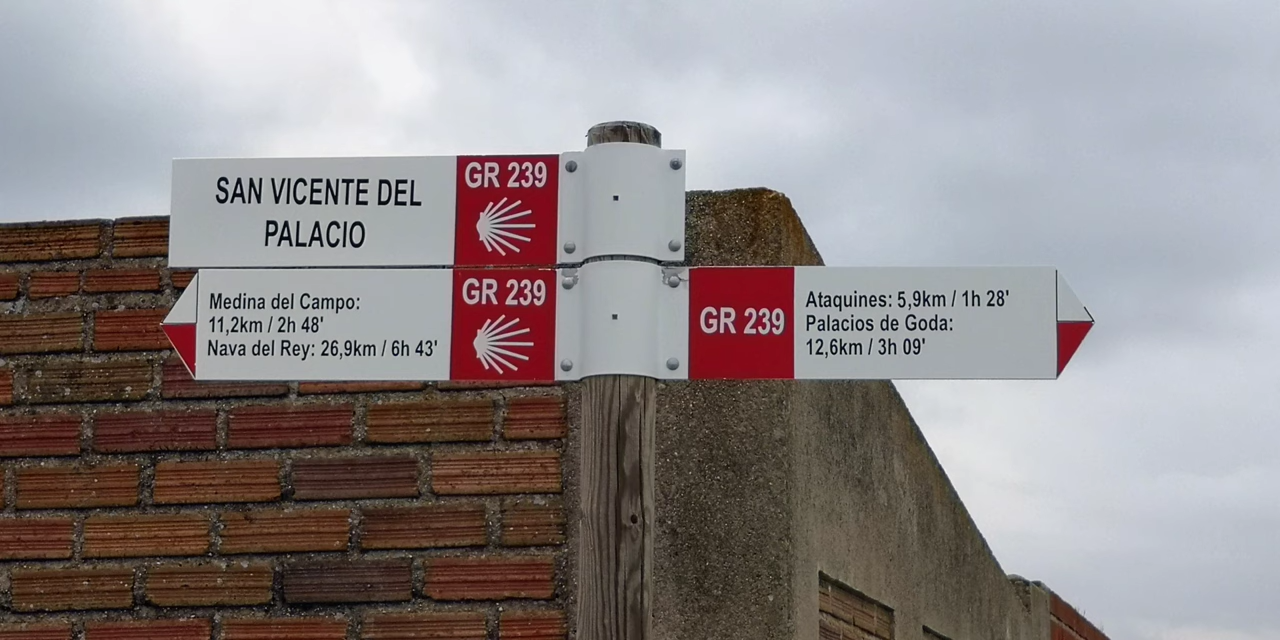 SAN VICENTE DEL
PALACIO
GR 239
Medina del Campo:
11,2km / 2h 48'
Nava del Rey: 26,9km / 6h 43'
GR 239
GR 239
Ataquines: 5,9km / 1h 28'
Palacios de Goda:
12,6km / 3h 09'